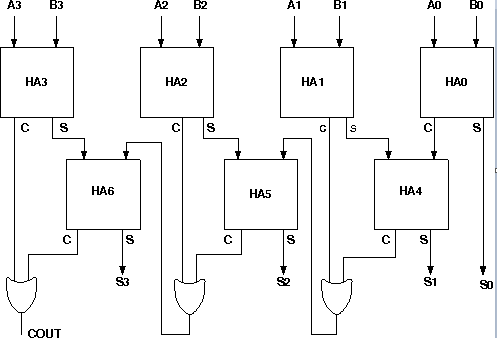 A3 B3 A2 B2 A1 B1 A0 B0
HA3 HA2 HA1 HA0
C S C S C S C S
HA6 HA5 HA4
C S C S C S
S3 S2 S1 S0
COUT